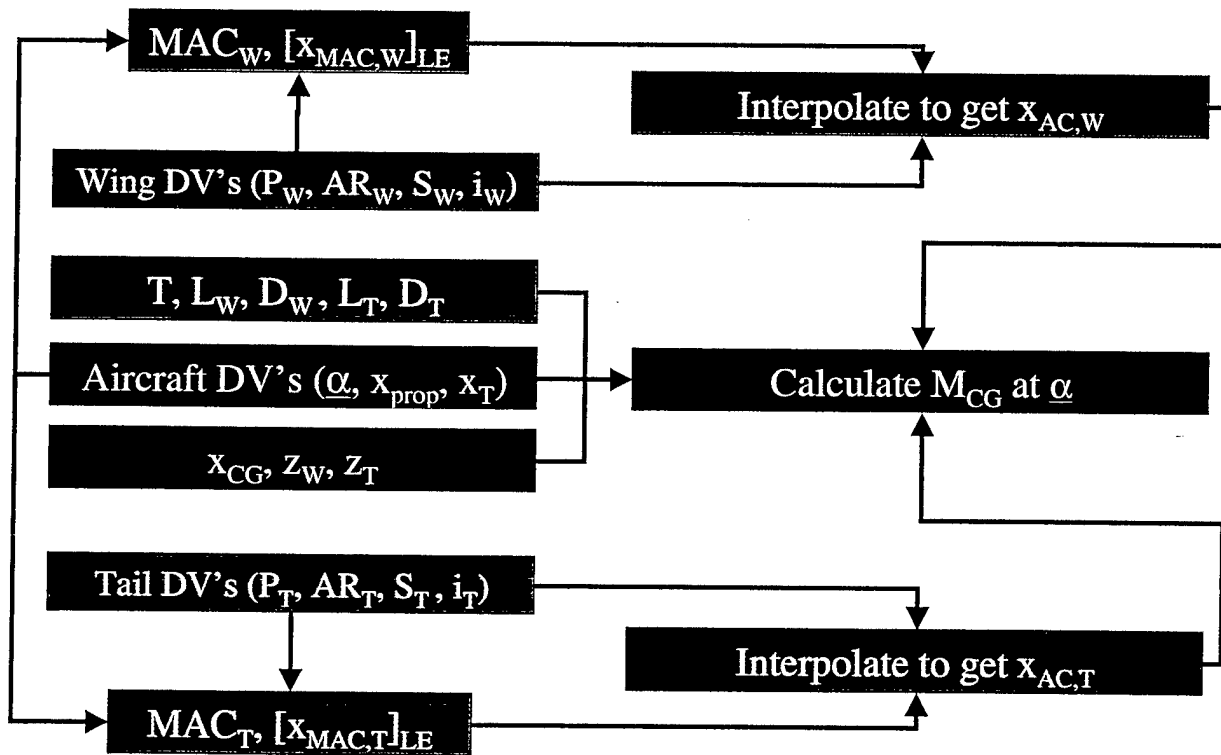 MAC_W, [x_MAC,W]_LE
Interpolate to get x_AC,W
Wing DV's (P_W, AR_W, S_W, i_W)
T, L_W, D_W, L_T, D_T
Aircraft DV's (α, x_prop, x_T)
Calculate M_CG at α
x_CG, z_W, z_T
Tail DV's (P_T, AR_T, S_T, i_T)
Interpolate to get x_AC,T
MAC_T, [x_MAC,T]_LE